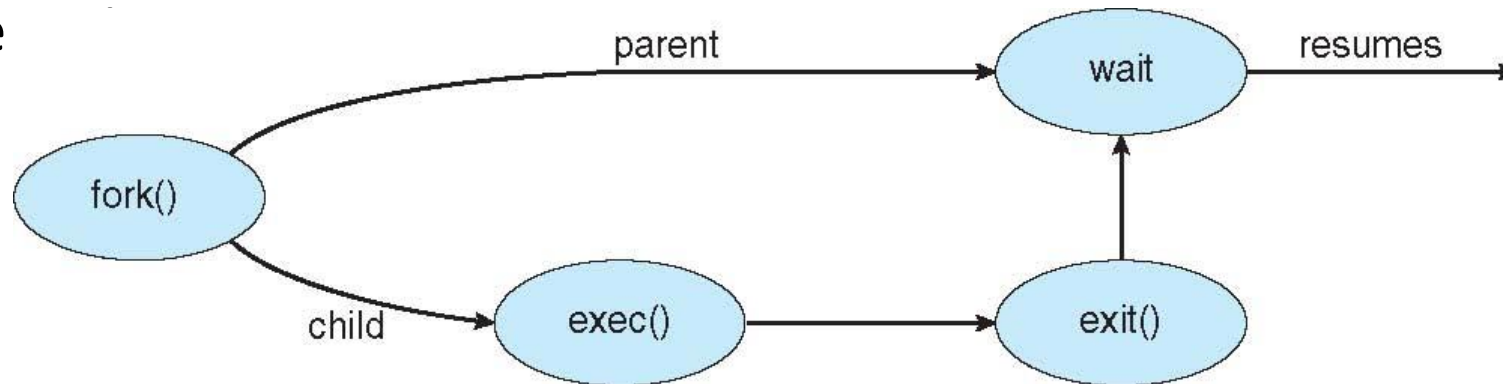 e
parent
wait
resumes
fork()
child
exec()
exit()